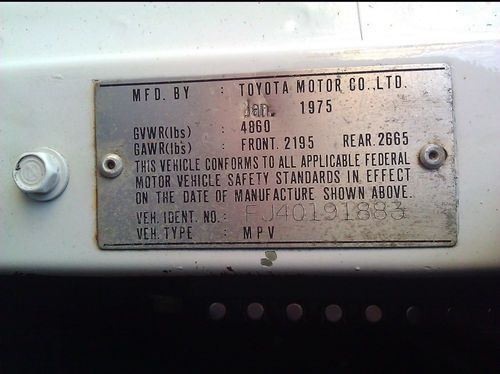 MFD. BY : TOYOTA MOTOR CO.,LTD.
Jan. 1975
GVWR(lbs) : 4860
GAWR(lbs) : FRONT. 2195 REAR. 2665
THIS VEHICLE CONFORMS TO ALL APPLICABLE FEDERAL
MOTOR VEHICLE SAFETY STANDARDS IN EFFECT
ON THE DATE OF MANUFACTURE SHOWN ABOVE.
VEH. IDENT. NO.: FJ40191883
VEH. TYPE : MPV